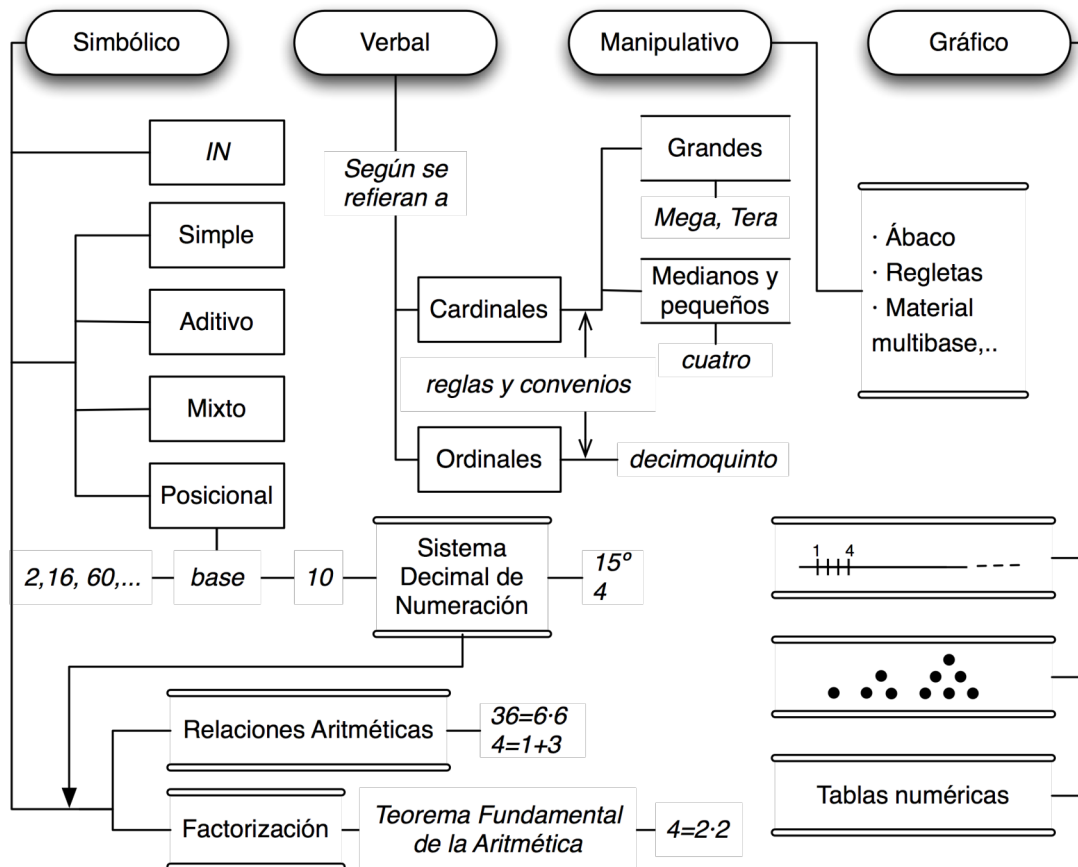 Simbólico
Verbal
Manipulativo
Gráfico
IN
Simple
Aditivo
Mixto
Posicional
2,16, 60,...
base
10
Sistema
Decimal de
Numeración
15º
4
Según se
refieran a
Cardinales
reglas y convenios
Ordinales
decimoquinto
Grandes
Mega, Tera
Medianos y
pequeños
cuatro
· Ábaco
· Regletas
· Material
multibase,..
1 4
Relaciones Aritméticas
36=6·6
4=1+3
Factorización
Teorema Fundamental
de la Aritmética
4=2·2
Tablas numéricas